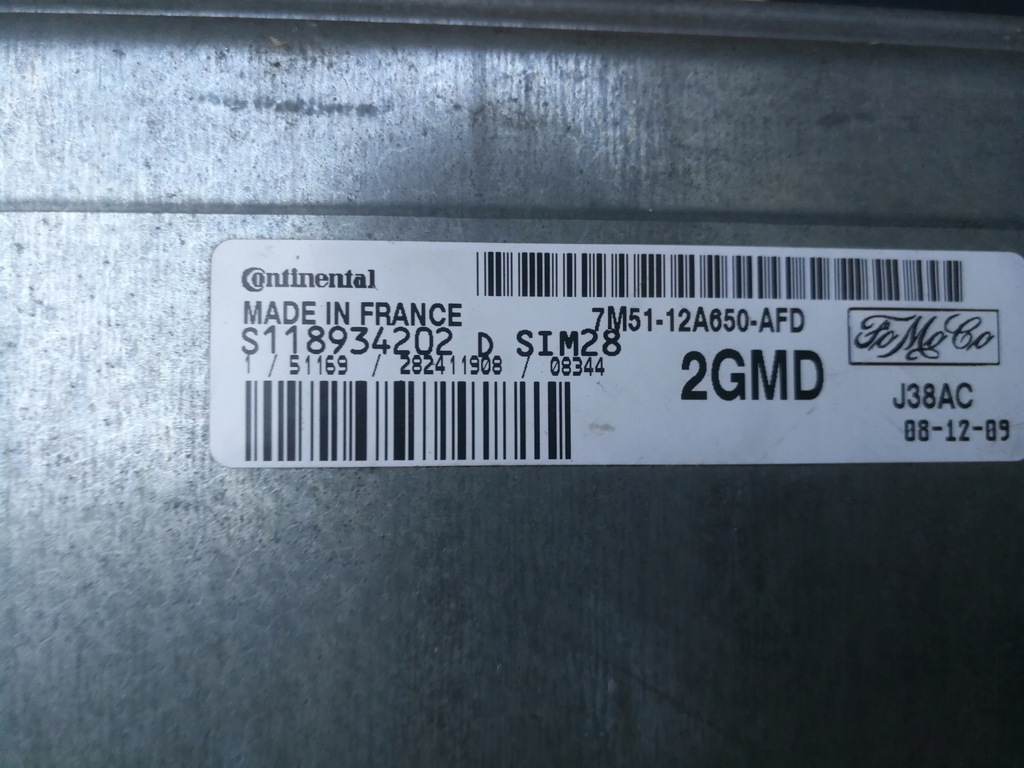 Continental
MADE IN FRANCE
S118934202 D SIM28
1 / 51169 / 282411908 / 08344
7M51-12A650-AFD
2GMD
FoMoCo
J38AC
08-12-09